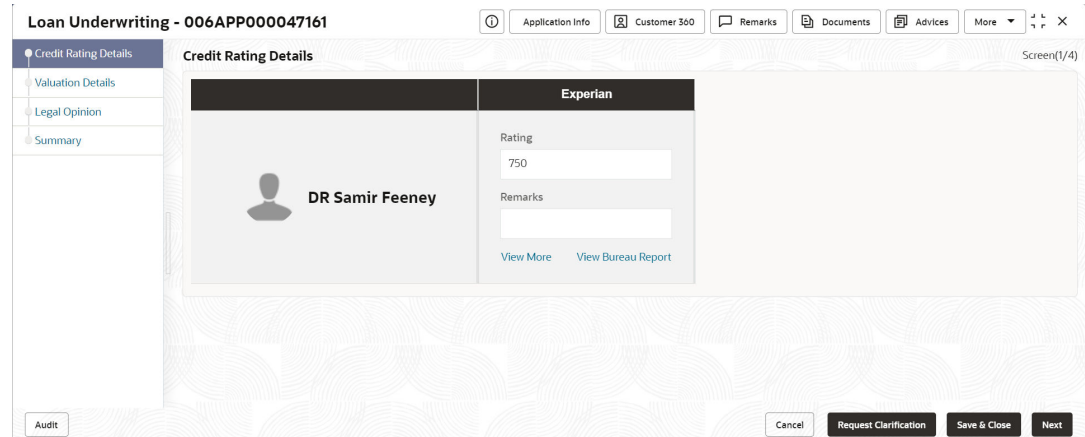 Loan Underwriting - 006APP000047161
Application Info
Customer 360
Remarks
Documents
Advices
More
Credit Rating Details
Valuation Details
Legal Opinion
Summary
Credit Rating Details
Screen(1/4)
Experian
DR Samir Feeney
Rating
750
Remarks
View More View Bureau Report
Audit
Cancel
Request Clarification
Save & Close
Next